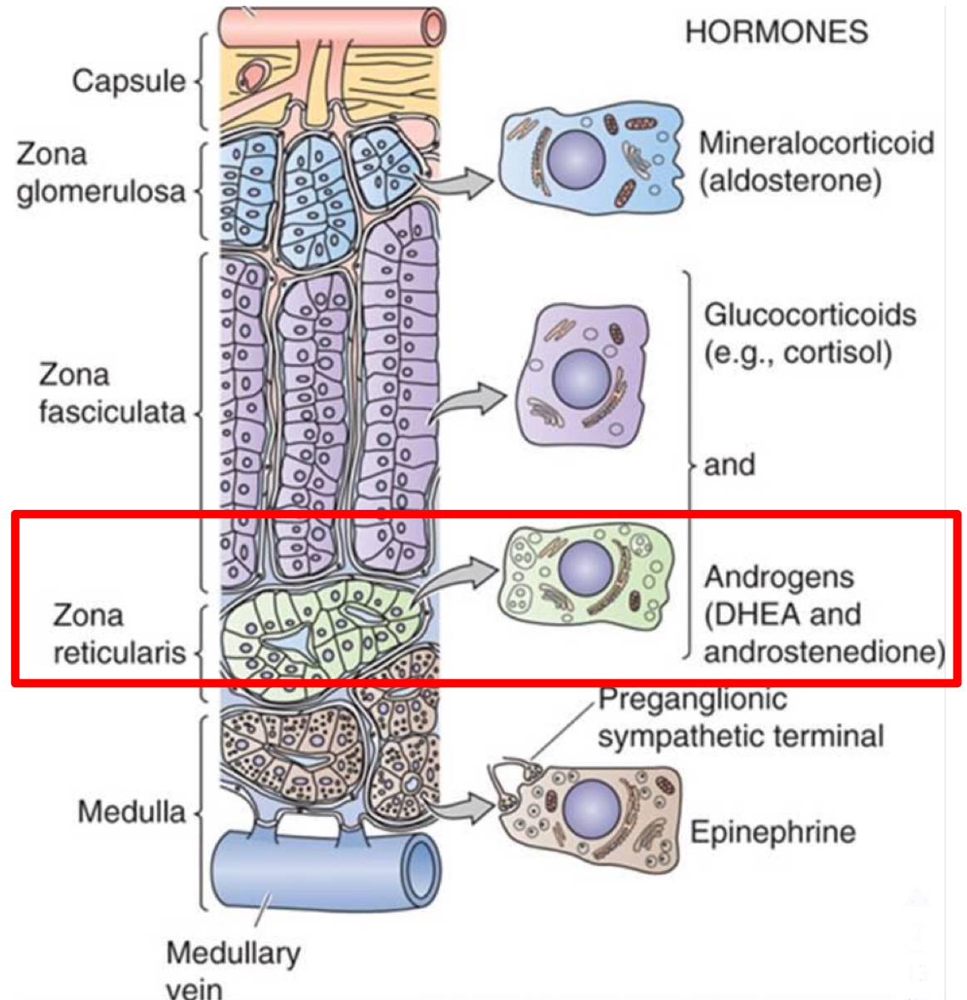 HORMONES
Capsule
Zona
glomerulosa
Mineralocorticoid
(aldosterone)
Glucocorticoids
(e.g., cortisol)
Zona
fasciculata
and
Zona
reticularis
Androgens
(DHEA and
androstenedione)
Preganglionic
sympathetic terminal
Medulla
Epinephrine
Medullary
vein